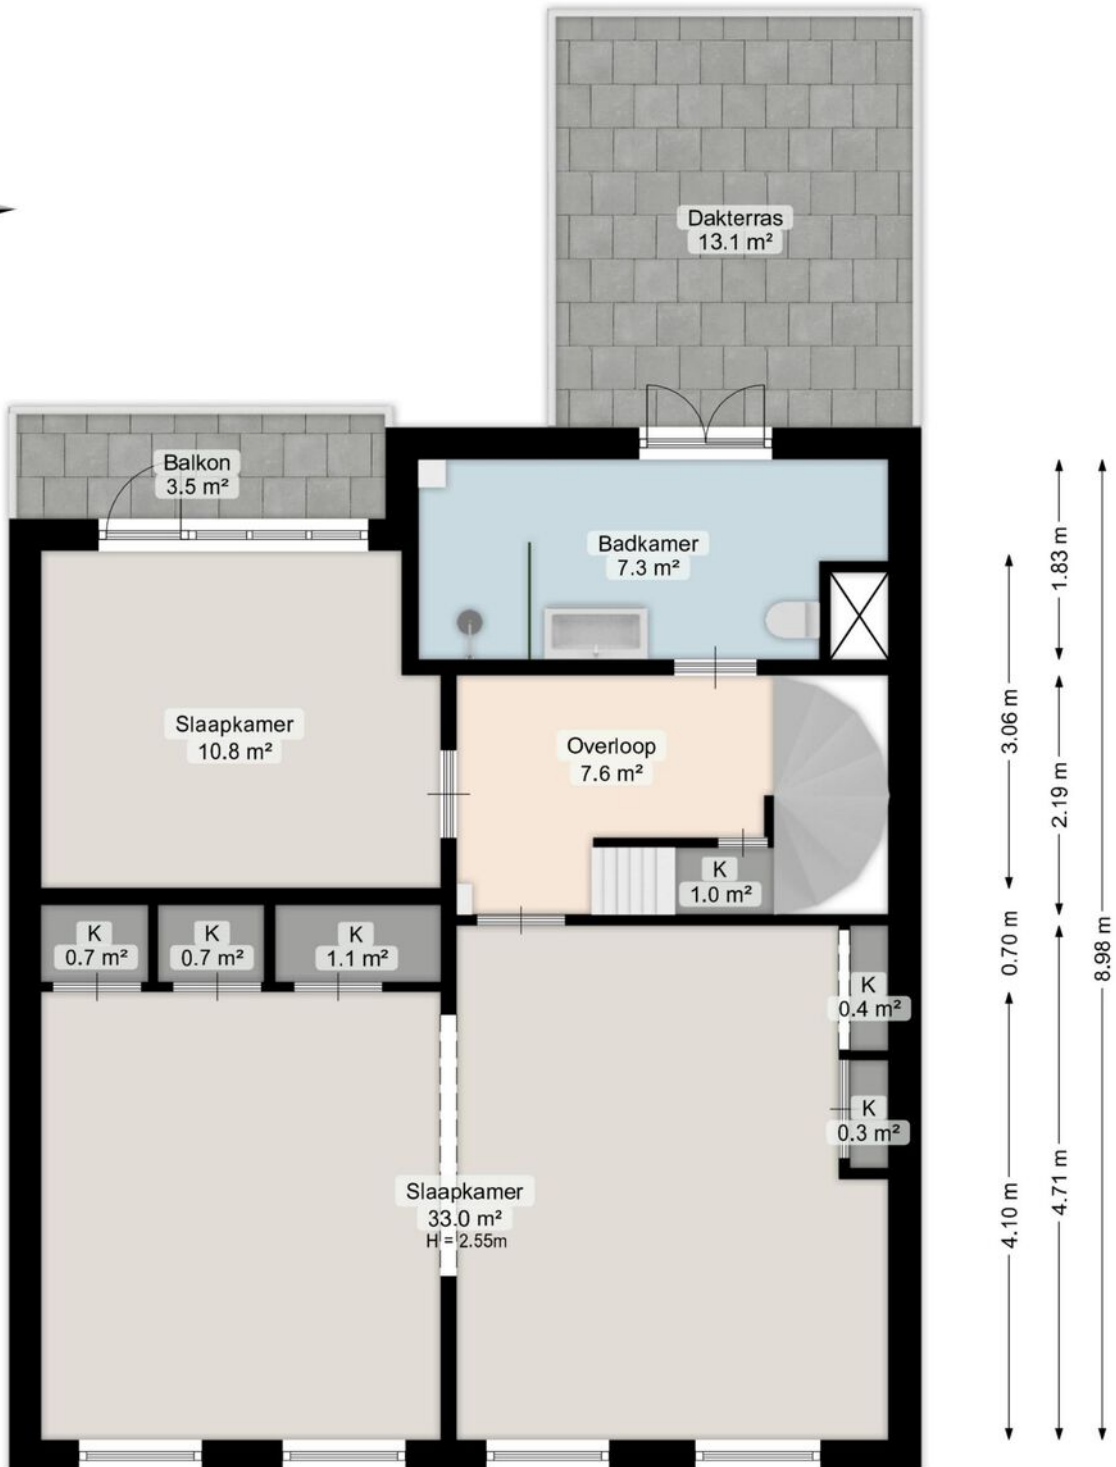 Dakterras
13.1 m²
Balkon
3.5 m²
Badkamer
7.3 m²
1.83 m
Slaapkamer
10.8 m²
Overloop
7.6 m²
3.06 m
2.19 m
K
1.0 m²
K
0.7 m²
K
0.7 m²
K
1.1 m²
0.70 m
8.98 m
K
0.4 m²
K
0.3 m²
Slaapkamer
33.0 m²
H = 2.55m
4.10 m
4.71 m